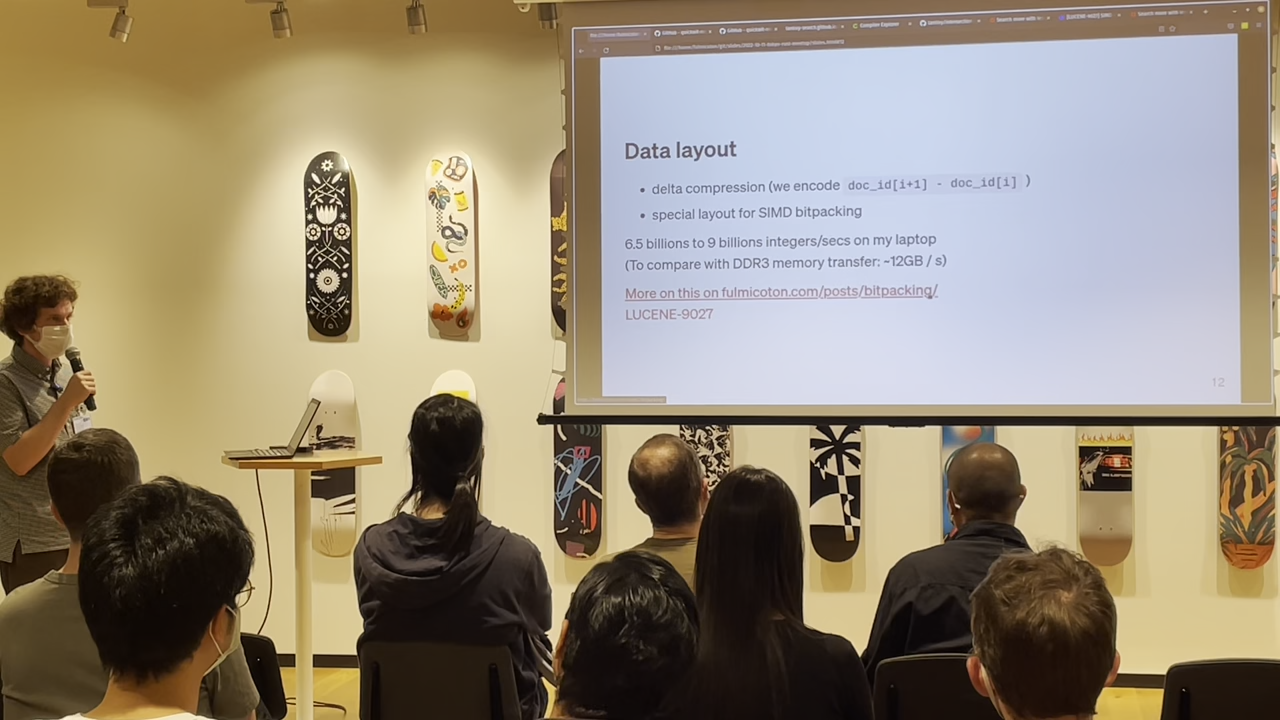 Data layout
• delta compression (we encode doc_id[i+1] - doc_id[i] )
• special layout for SIMD bitpacking
6.5 billions to 9 billions integers/secs on my laptop
(To compare with DDR3 memory transfer: ~12GB / s)
More on this on fulmicoton.com/posts/bitpacking/
LUCENE-9027
12